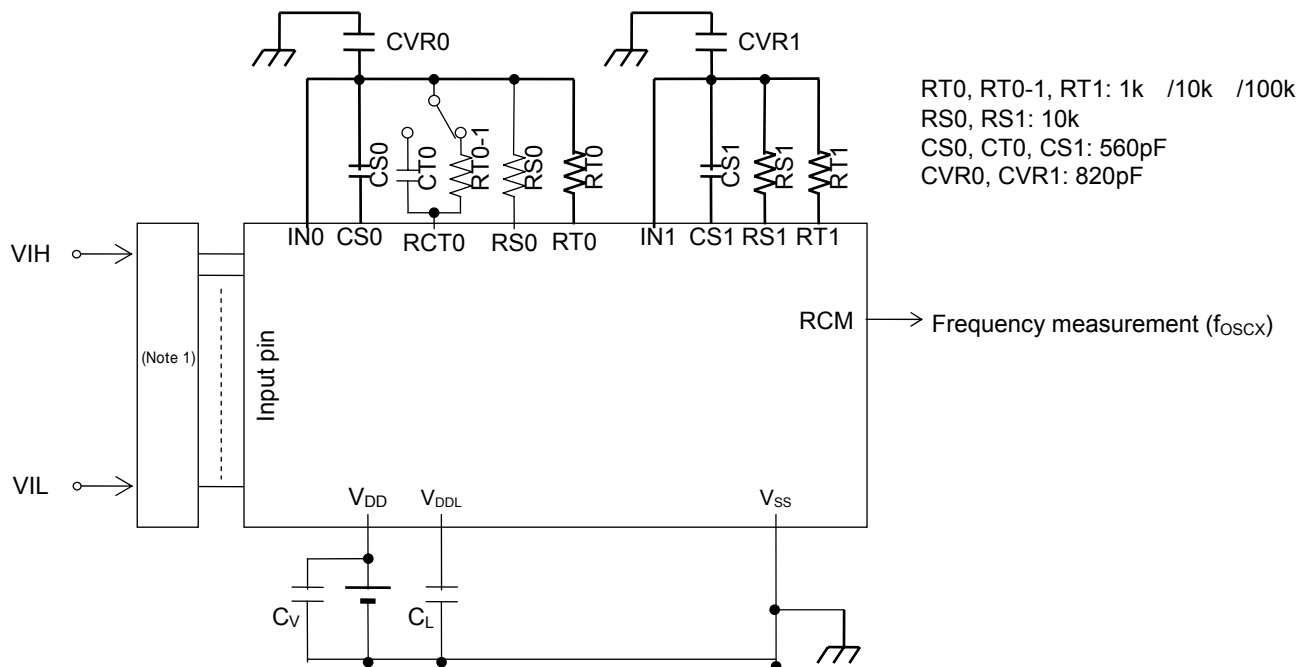 CVR0
CVR1
RT0, RT0-1, RT1: 1k /10k /100k
RS0, RS1: 10k
CS0, CT0, CS1: 560pF
CVR0, CVR1: 820pF
CS0
CT0
RT0-1
RS0
RT0
CS1
RS1
RT1
IN0
CS0
RCT0
RS0
RT0
IN1
CS1
RS1
RT1
VIH
(Note 1)
Input pin
RCM
Frequency measurement (fOSCX)
VIL
VDD
VDDL
VSS
CV
CL